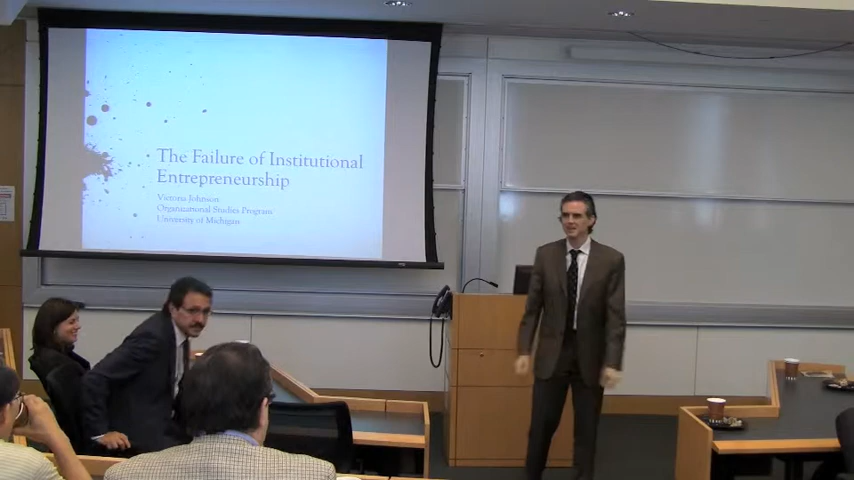 The Failure of Institutional
Entrepreneurship
Victoria Johnson
Organizational Studies Program
University of Michigan